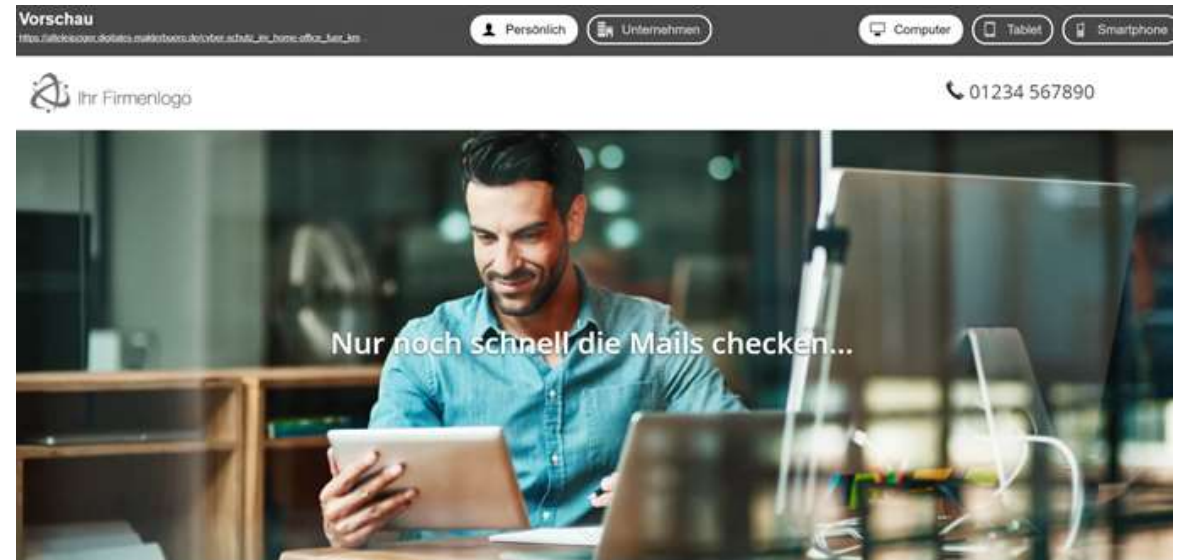 Vorschau
Persönlich
Unternehmen
Computer
Tablet
Smartphone
Ihr Firmenlogo
01234 567890
Nur noch schnell die Mails checken...